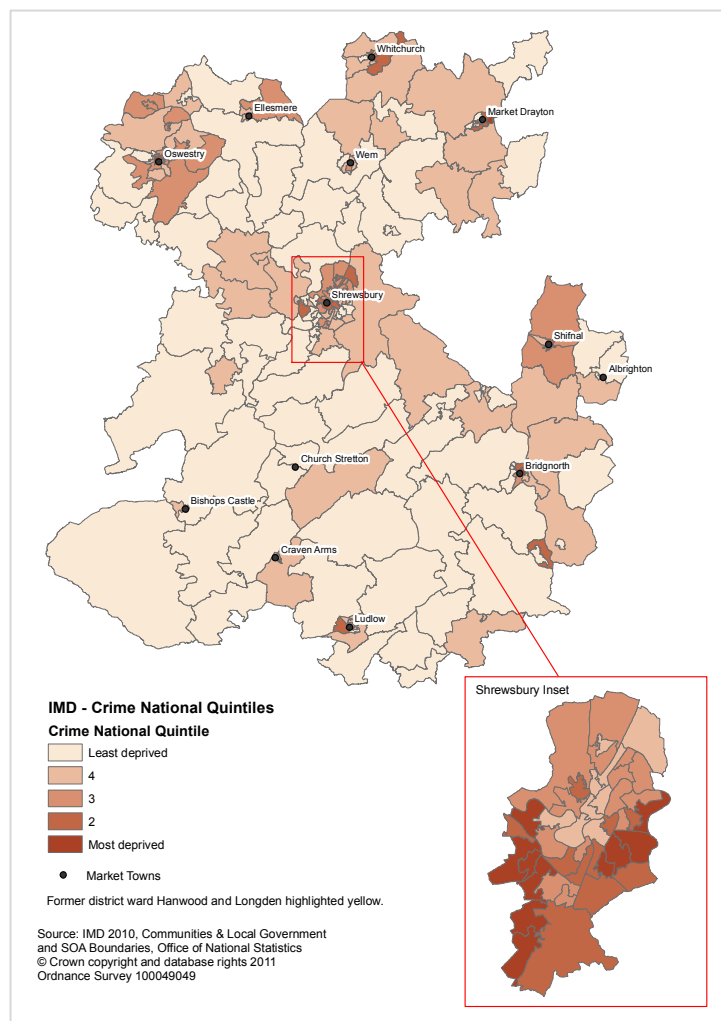 Whitchurch
Ellesmere
Market Drayton
Oswestry
Wem
Shrewsbury
Shifnal
Albrighton
Church Stretton
Bridgnorth
Bishops Castle
Craven Arms
Ludlow
IMD - Crime National Quintiles
Crime National Quintile
Least deprived
4
3
2
Most deprived
Market Towns
Former district ward Hanwood and Longden highlighted yellow.
Source: IMD 2010, Communities & Local Government
and SOA Boundaries, Office of National Statistics
© Crown copyright and database rights 2011
Ordnance Survey 100049049
Shrewsbury Inset